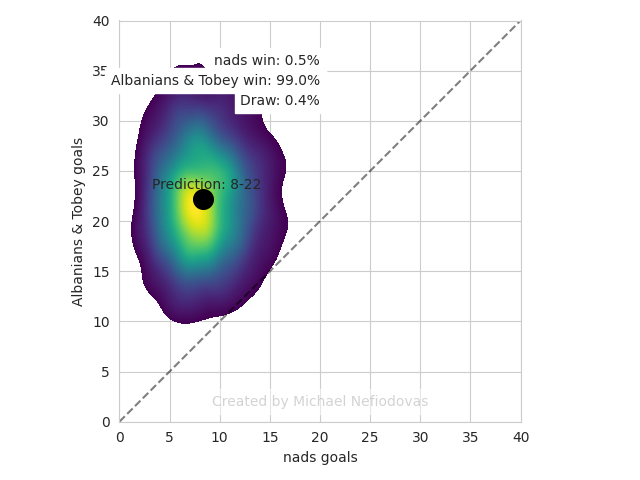 40
35
30
25
20
15
10
5
0
Albanians & Tobey goals
nads win: 0.5%
Albanians & Tobey win: 99.0%
Draw: 0.4%
Prediction: 8-22
Created by Michael Nefiodovas
0 5 10 15 20 25 30 35 40
nads goals